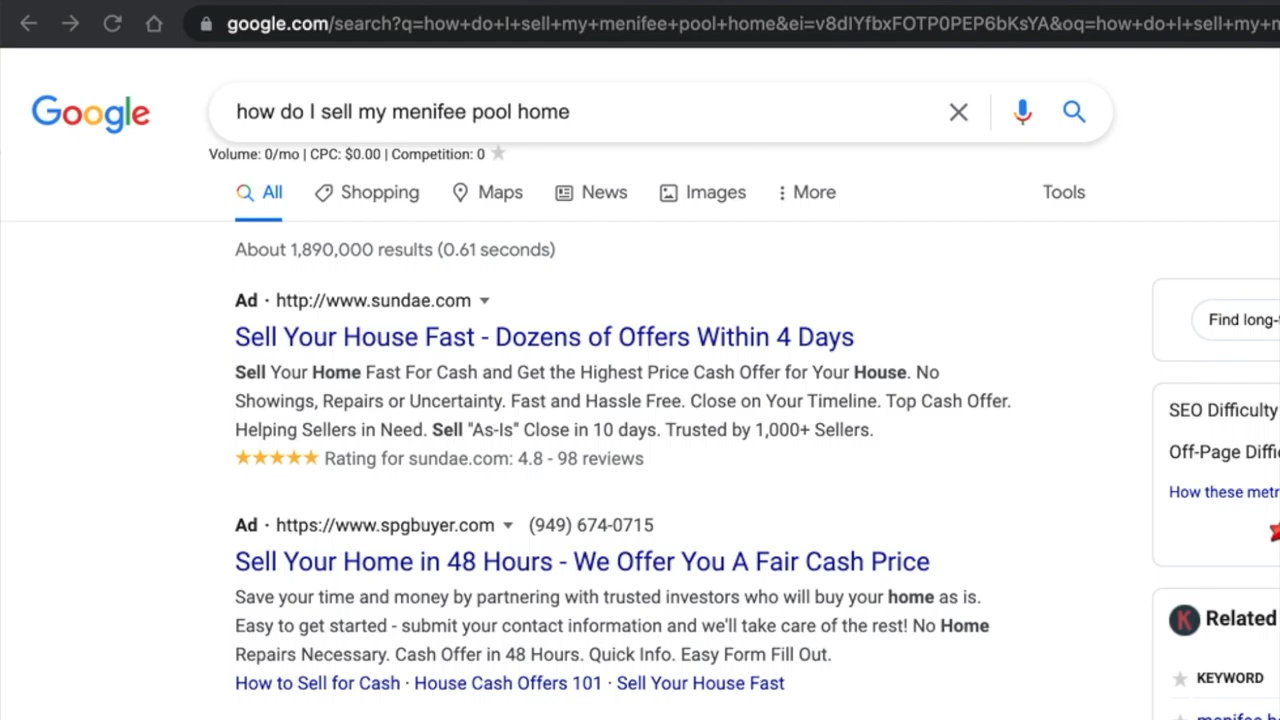 google.com/search?q=how+do+I+sell+my+menifee+pool+home&ei=v8dIYfbxFOTP0PEP6bKsYA&oq=how+do+I+sell+my+
Google
how do I sell my menifee pool home
Volume: 0/mo | CPC: $0.00 | Competition: 0
All Shopping Maps News Images More Tools
About 1,890,000 results (0.61 seconds)
Ad · http://www.sundae.com
Sell Your House Fast - Dozens of Offers Within 4 Days
Sell Your Home Fast For Cash and Get the Highest Price Cash Offer for Your House. No
Showings, Repairs or Uncertainty. Fast and Hassle Free. Close on Your Timeline. Top Cash Offer.
Helping Sellers in Need. Sell "As-Is" Close in 10 days. Trusted by 1,000+ Sellers.
★★★★★ Rating for sundae.com: 4.8 - 98 reviews
Ad · https://www.spgbuyer.com (949) 674-0715
Sell Your Home in 48 Hours - We Offer You A Fair Cash Price
Save your time and money by partnering with trusted investors who will buy your home as is.
Easy to get started - submit your contact information and we'll take care of the rest! No Home
Repairs Necessary. Cash Offer in 48 Hours. Quick Info. Easy Form Fill Out.
How to Sell for Cash · House Cash Offers 101 · Sell Your House Fast
Find long-
SEO Difficulty
Off-Page Diffi
How these metr
K Related
KEYWORD